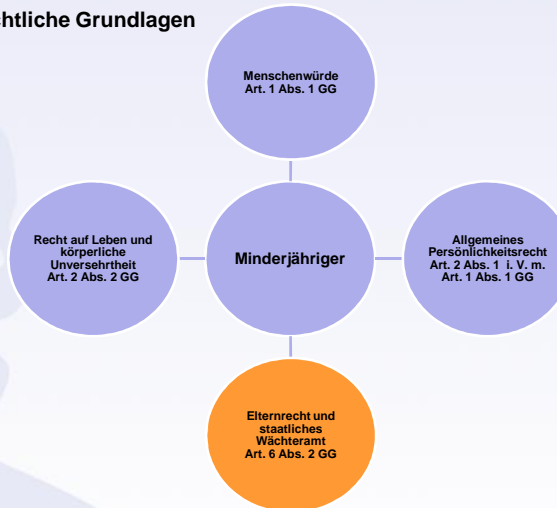 chtliche Grundlagen
Menschenwürde
Art. 1 Abs. 1 GG
Recht auf Leben und
körperliche
Unversehrtheit
Art. 2 Abs. 2 GG
Minderjähriger
Allgemeines
Persönlichkeitsrecht
Art. 2 Abs. 1 i. V. m.
Art. 1 Abs. 1 GG
Elternrecht und
staatliches
Wächteramt
Art. 6 Abs. 2 GG